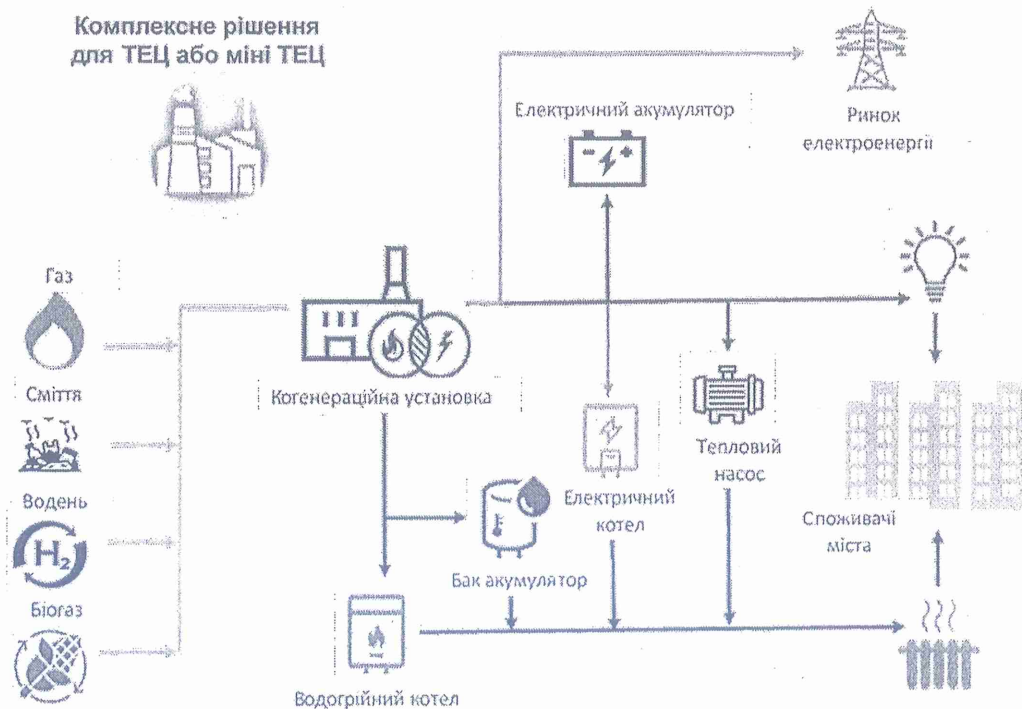 Комплексне рішення
для ТЕЦ або міні ТЕЦ
Електричний акумулятор
Ринок
електроенергії
Газ
Сміття
Когенераційна установка
Тепловий
насос
Водень
H₂
Електричний
котел
Споживачі
міста
Бак акумулятор
Біогаз
Водогрійний котел